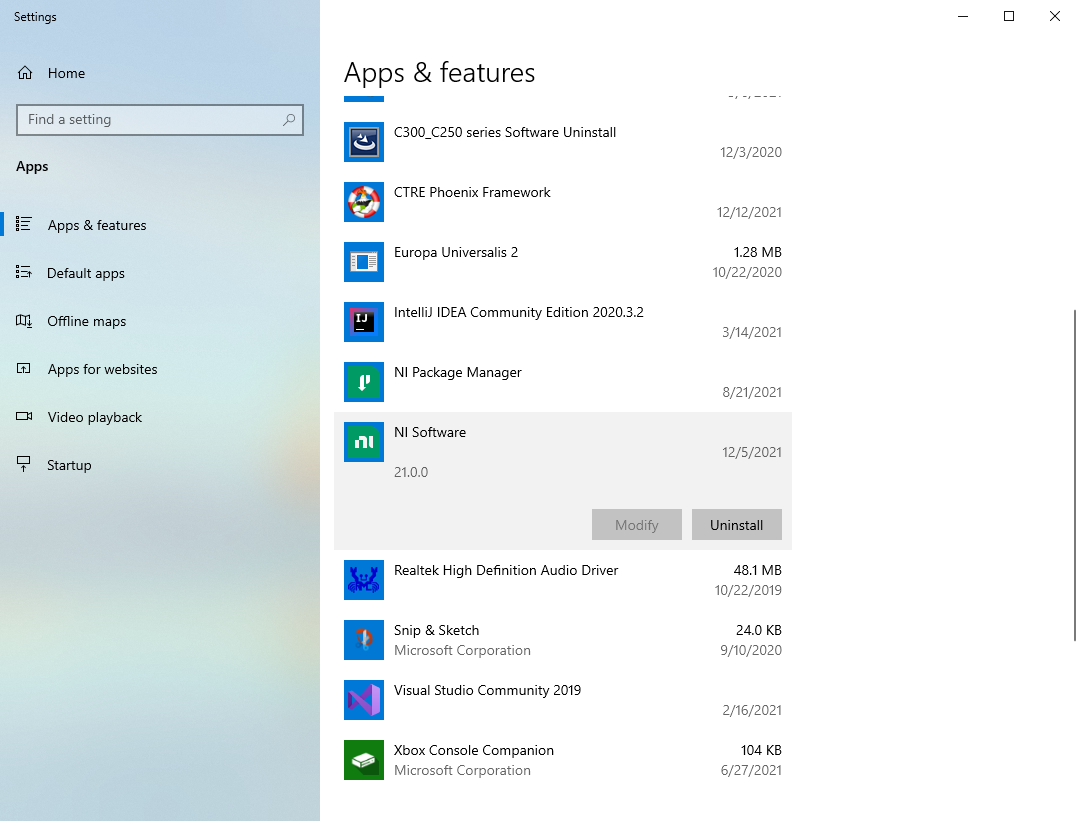 Settings
Home
Find a setting
Apps
Apps & features
Default apps
Offline maps
Apps for websites
Video playback
Startup
Apps & features
C300_C250 series Software Uninstall
12/3/2020
CTRE Phoenix Framework
12/12/2021
Europa Universalis 2 1.28 MB
10/22/2020
IntelliJ IDEA Community Edition 2020.3.2
3/14/2021
NI Package Manager
8/21/2021
NI Software
12/5/2021
21.0.0
Modify Uninstall
Realtek High Definition Audio Driver 48.1 MB
10/22/2019
Snip & Sketch 24.0 KB
Microsoft Corporation 9/10/2020
Visual Studio Community 2019
2/16/2021
Xbox Console Companion 104 KB
Microsoft Corporation 6/27/2021